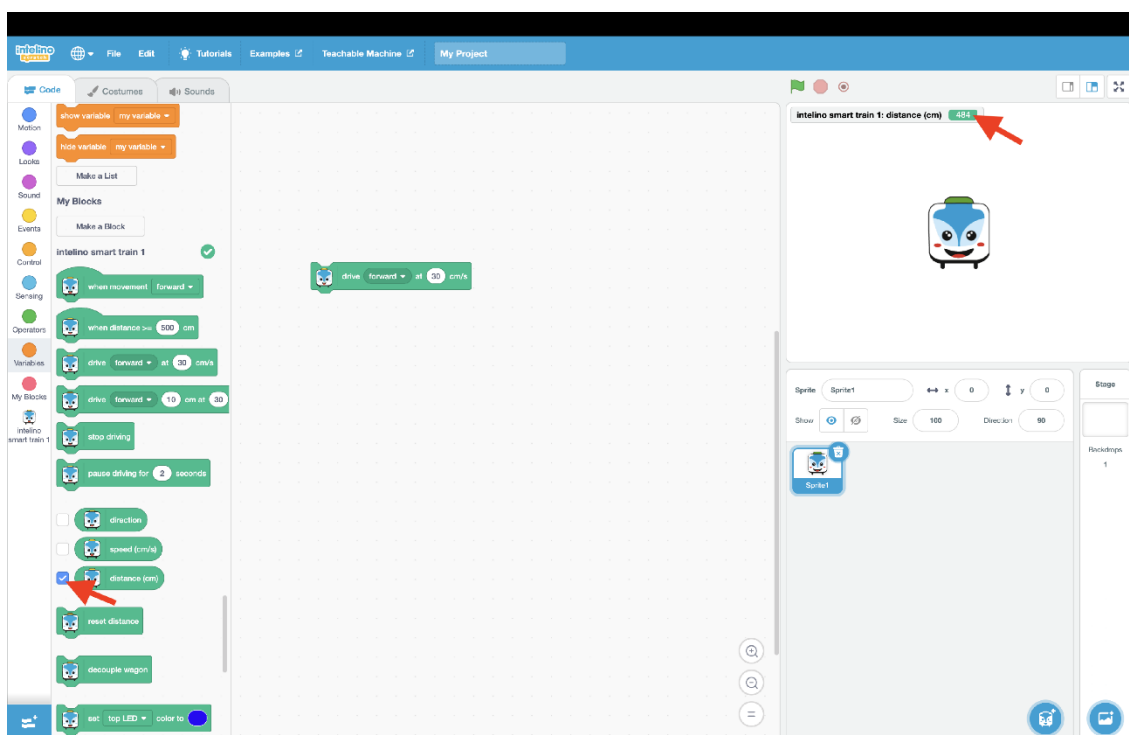 intelino
File
Edit
Tutorials
Examples
Teachable Machine
My Project
Code
Costumes
Sounds
Motion
Looks
Sound
Events
Control
Sensing
Operators
Variables
My Blocks
intelino
smart train 1
show variable my variable
hide variable my variable
Make a List
My Blocks
Make a Block
intelino smart train 1
when movement forward
when distance >= 500 cm
drive forward at 30 cm/s
drive forward 10 cm at 30
stop driving
pause driving for 2 seconds
direction
speed (cm/s)
distance (cm)
reset distance
decouple wagon
set top LED color to
drive forward at 30 cm/s
intelino smart train 1: distance (cm) 484
Sprite Sprite1 x 0 y 0
Show Size 100 Direction 90
Sprite1
Stage
Backdrops
1